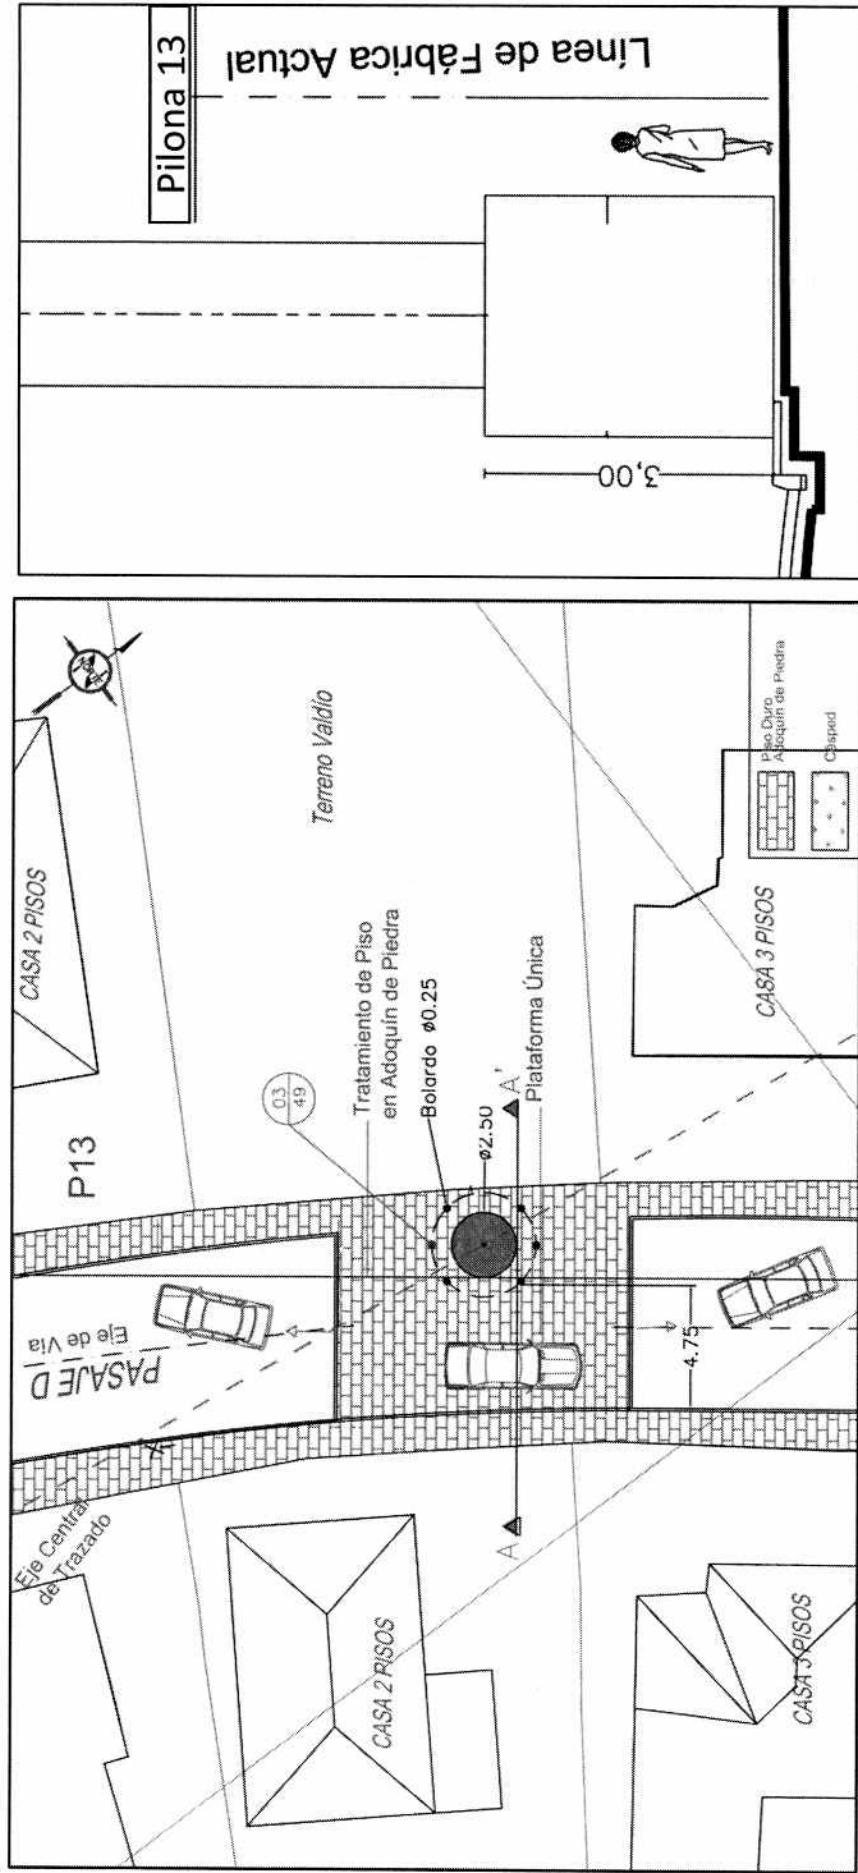 Pilona 13
Línea de Fábrica Actual
3,00
CASA 2 PISOS
P13
Terreno Valdío
03
49
Tratamiento de Piso
en Adoquín de Piedra
Bolardo ø0.25
ø2.50
A'
Plataforma Única
CASA 3 PISOS
Piso Duro
Adoquín de Piedra
Césped
Eje de Via
PASAJE D
4.75
Eje Central
de Trazado
A
CASA 2 PISOS
CASA 3 PISOS